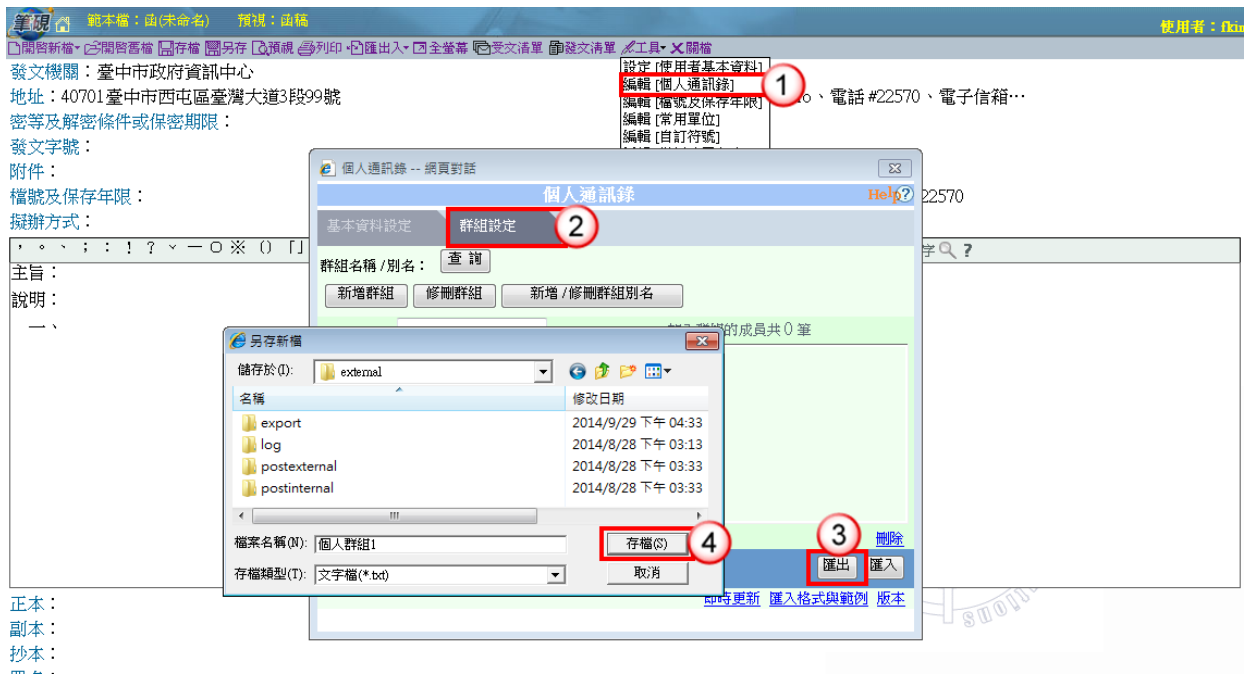 筆硯 範本檔：函(未命名) 預視：函稿
使用者：fkin
開啓新檔 開啓舊檔 存檔 另存 預視 列印 匯出入 全螢幕 受文清單 發文清單 工具 關檔
發文機關：臺中市政府資訊中心
設定 [使用者基本資料]
編輯 [個人通訊錄]
1
地址：40701臺中市西屯區臺灣大道3段99號
編輯 [檔號及保存年限]
、電話 #22570、電子信箱…
密等及解密條件或保密期限：
編輯 [常用單位]
發文字號：
編輯 [自訂符號]
附件：
個人通訊錄 -- 網頁對話
檔號及保存年限：
個人通訊錄
Help?
22570
擬辦方式：
基本資料設定
群組設定
2
，。、；：！？ˇ—○※（）「」
字 ?
群組名稱 /別名：
查 詢
主旨：
新增群組
修刪群組
新增 /修刪群組別名
說明：
一、
的成員共 0 筆
另存新檔
儲存於(I):
external
名稱
修改日期
export
2014/9/29 下午 04:33
log
2014/8/28 下午 03:13
postexternal
2014/8/28 下午 03:33
postinternal
2014/8/28 下午 03:33
檔案名稱(N):
個人群組1
存檔(S)
4
3
刪除
存檔類型(T):
文字檔(*.txt)
取消
匯出
匯入
即時更新 匯入格式與範例 版本
正本：
副本：
抄本：